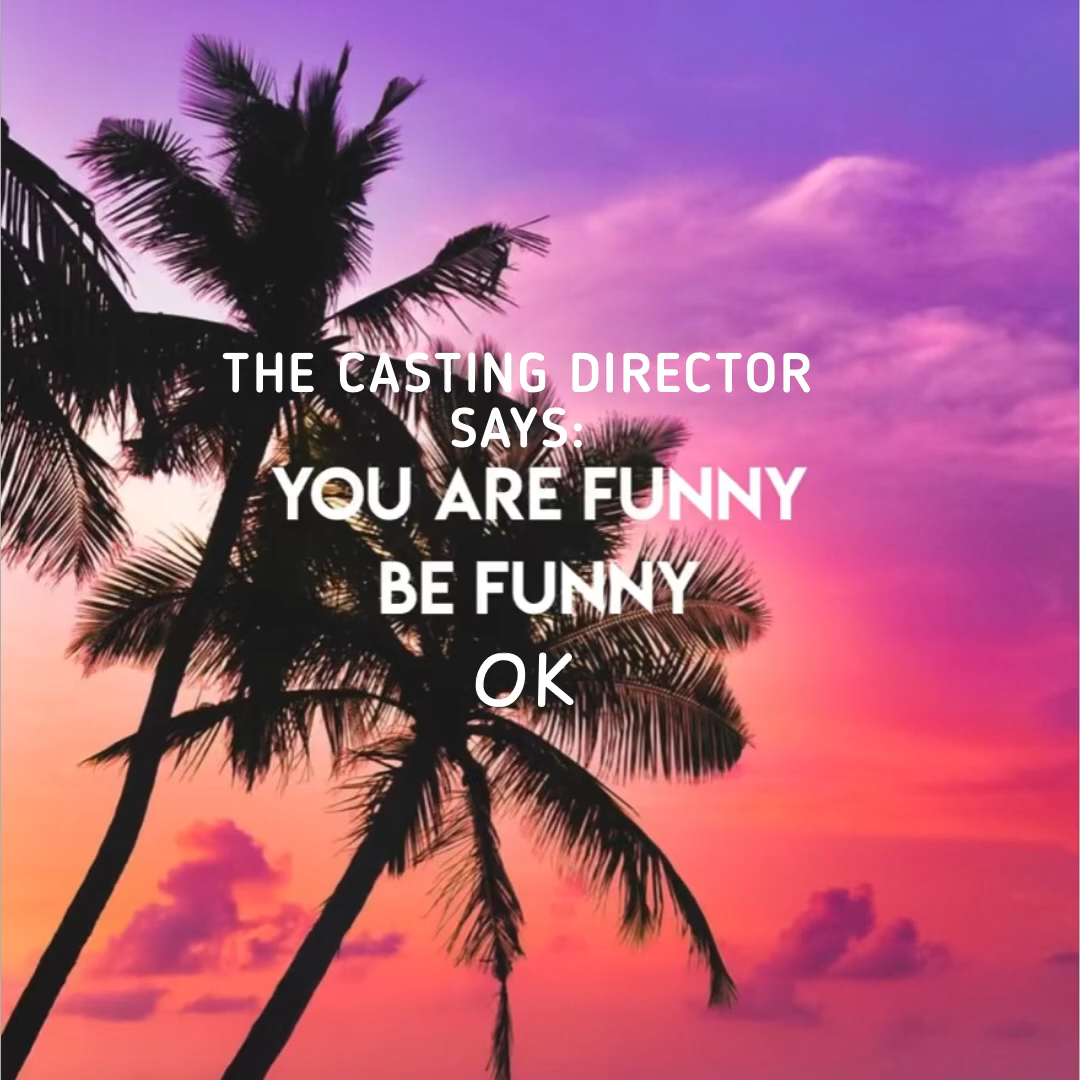 THE CASTING DIRECTOR
SAYS:
YOU ARE FUNNY
BE FUNNY
OK